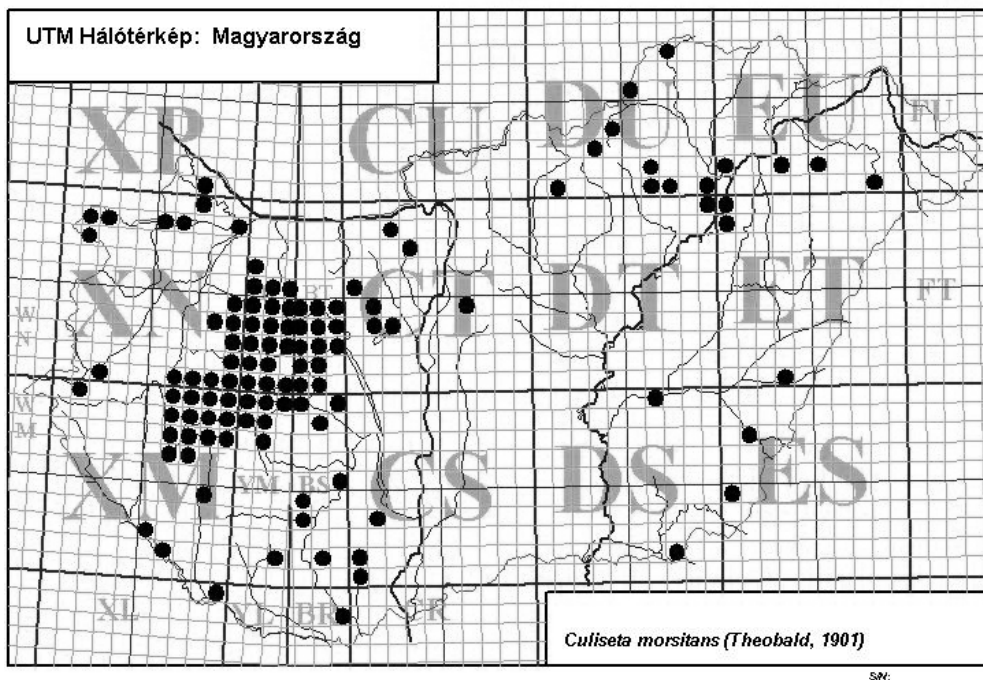 UTM Hálótérkép: Magyarország
XP CU DU EU FU
XN BT CT DT ET FT
WN
WM
XM YM BS CS DS ES
XL YL BR CR
Culiseta morsitans (Theobald, 1901)
S/N: